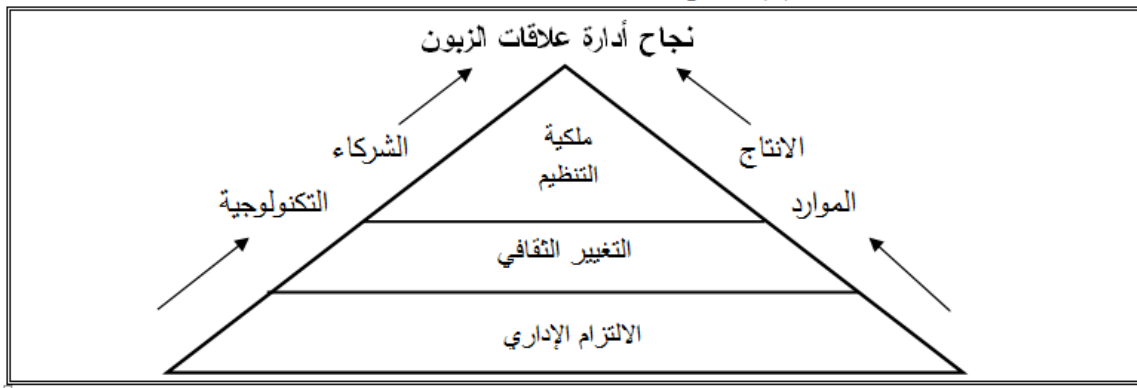 نجاح أدارة علاقات الزبون
الانتاج
الشركاء
ملكية
التنظيم
الموارد
التكنولوجية
التغيير الثقافي
الالتزام الإداري